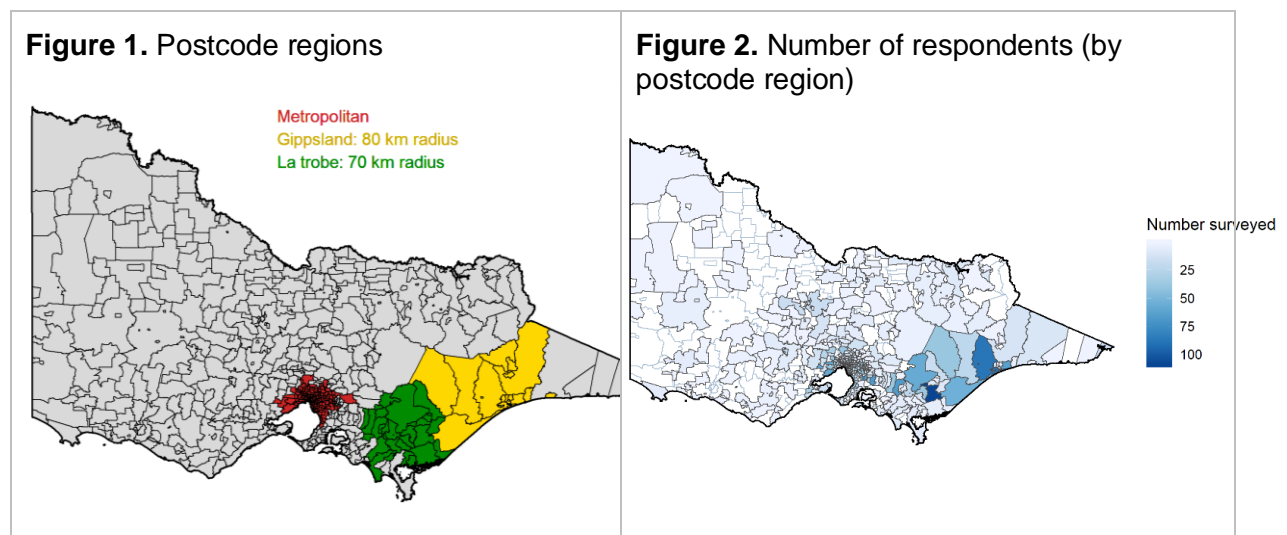 Figure 1. Postcode regions
Metropolitan
Gippsland: 80 km radius
La trobe: 70 km radius
Figure 2. Number of respondents (by
postcode region)
Number surveyed
25
50
75
100